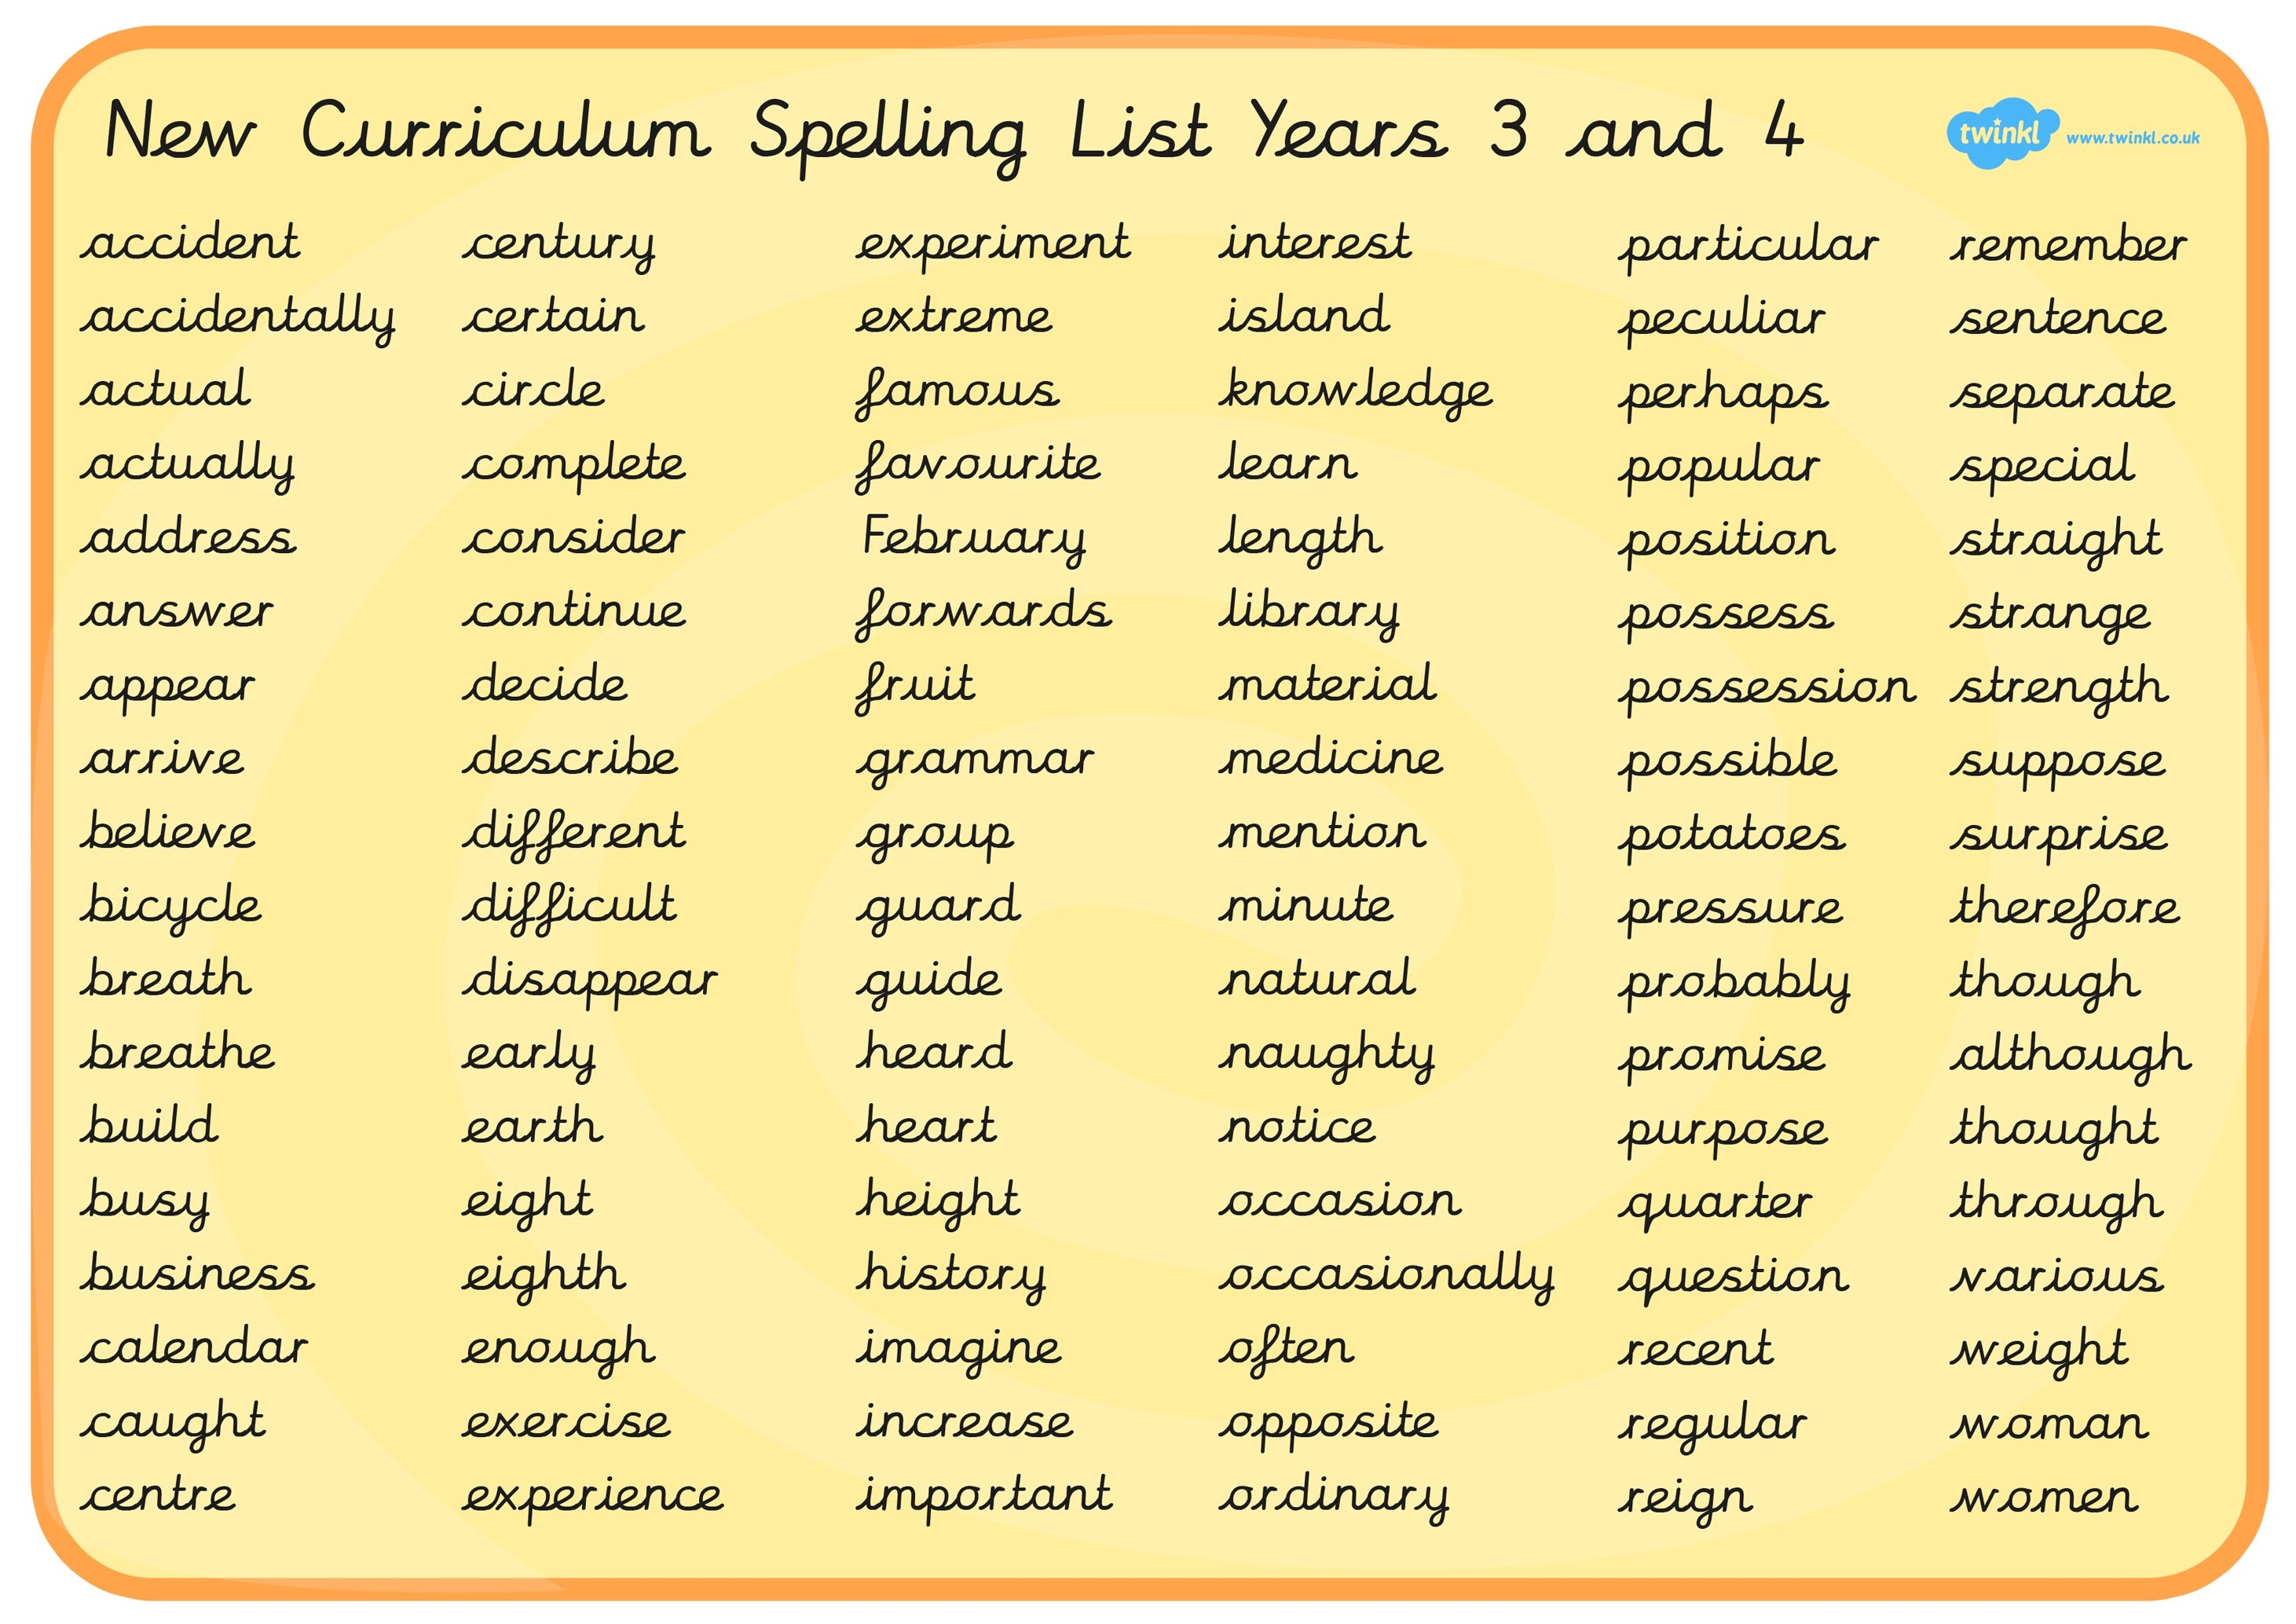 New Curriculum Spelling List Years 3 and 4
twinkl www.twinkl.co.uk
accident
accidentally
actual
actually
address
answer
appear
arrive
believe
bicycle
breath
breathe
build
busy
business
calendar
caught
centre
century
certain
circle
complete
consider
continue
decide
describe
different
difficult
disappear
early
earth
eight
eighth
enough
exercise
experience
experiment
extreme
famous
favourite
February
forwards
fruit
grammar
group
guard
guide
heard
heart
height
history
imagine
increase
important
interest
island
knowledge
learn
length
library
material
medicine
mention
minute
natural
naughty
notice
occasion
occasionally
often
opposite
ordinary
particular
peculiar
perhaps
popular
position
possess
possession
possible
potatoes
pressure
probably
promise
purpose
quarter
question
recent
regular
reign
remember
sentence
separate
special
straight
strange
strength
suppose
surprise
therefore
though
although
thought
through
various
weight
woman
women